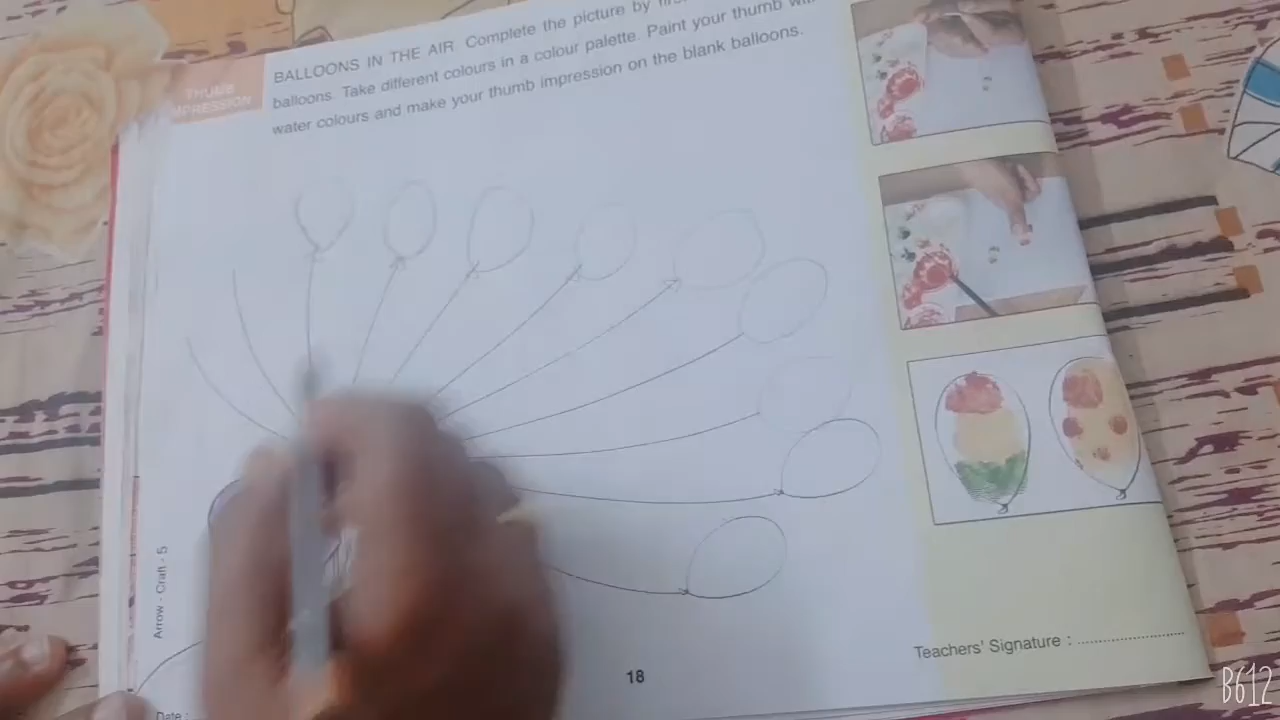 THUMB
IMPRESSION
BALLOONS IN THE AIR. Complete the picture by
balloons. Take different colours in a colour palette. Paint your thumb
water colours and make your thumb impression on the blank balloons.
Arrow - Craft - 5
Teachers' Signature : ..........................
18
Date :
B612